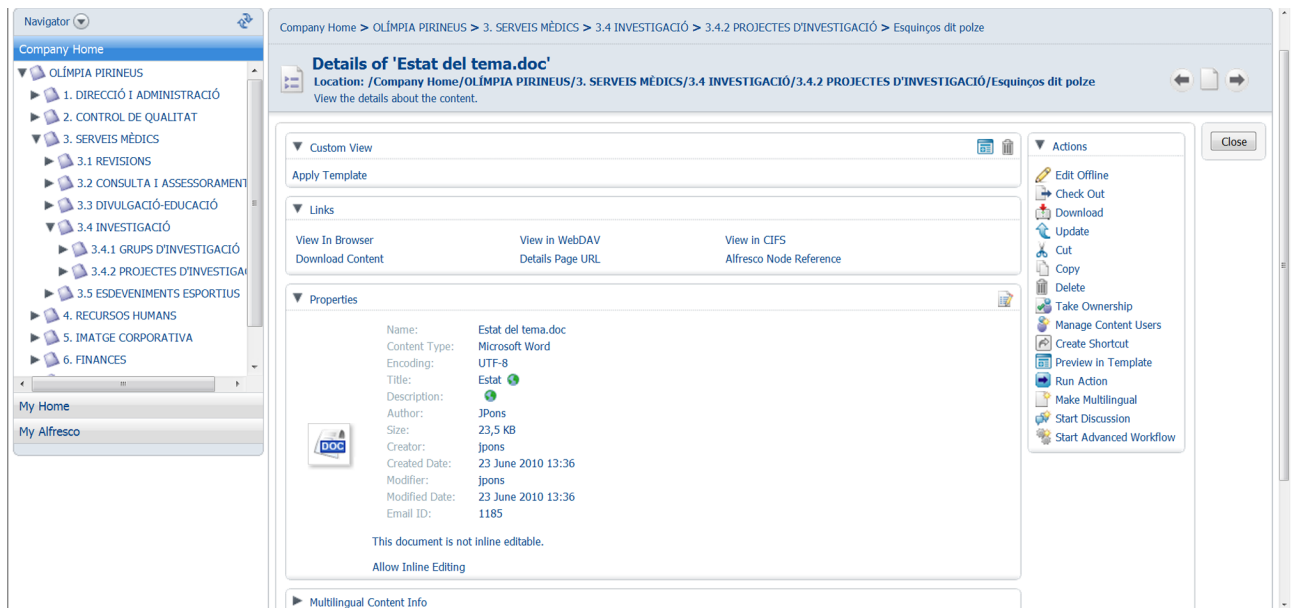 Navigator
Company Home
OLÍMPIA PIRINEUS
1. DIRECCIÓ I ADMINISTRACIÓ
2. CONTROL DE QUALITAT
3. SERVEIS MÈDICS
3.1 REVISIONS
3.2 CONSULTA I ASSESSORAMENT
3.3 DIVULGACIÓ-EDUCACIÓ
3.4 INVESTIGACIÓ
3.4.1 GRUPS D'INVESTIGACIÓ
3.4.2 PROJECTES D'INVESTIGA
3.5 ESDEVENIMENTS ESPORTIUS
4. RECURSOS HUMANS
5. IMATGE CORPORATIVA
6. FINANCES
My Home
My Alfresco
Company Home > OLÍMPIA PIRINEUS > 3. SERVEIS MÈDICS > 3.4 INVESTIGACIÓ > 3.4.2 PROJECTES D'INVESTIGACIÓ > Esquinços dit polze
Details of 'Estat del tema.doc'
Location: /Company Home/OLÍMPIA PIRINEUS/3. SERVEIS MÈDICS/3.4 INVESTIGACIÓ/3.4.2 PROJECTES D'INVESTIGACIÓ/Esquinços dit polze
View the details about the content.
Custom View
Apply Template
Links
View In Browser View in WebDAV View in CIFS
Download Content Details Page URL Alfresco Node Reference
Properties
Name: Estat del tema.doc
Content Type: Microsoft Word
Encoding: UTF-8
Title: Estat
Description:
Author: JPons
Size: 23,5 KB
Creator: jpons
Created Date: 23 June 2010 13:36
Modifier: jpons
Modified Date: 23 June 2010 13:36
Email ID: 1185
DOC
This document is not inline editable.
Allow Inline Editing
Multilingual Content Info
Actions
Edit Offline
Check Out
Download
Update
Cut
Copy
Delete
Take Ownership
Manage Content Users
Create Shortcut
Preview in Template
Run Action
Make Multilingual
Start Discussion
Start Advanced Workflow
Close